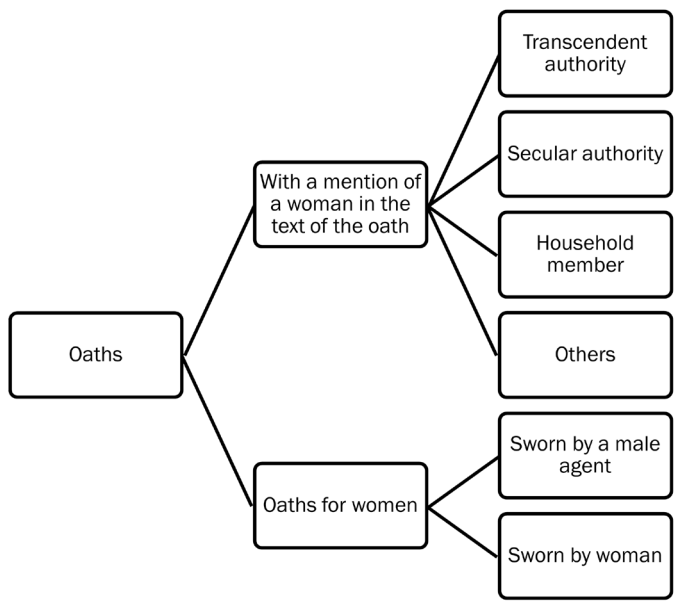 Oaths
With a mention of
a woman in the
text of the oath
Transcendent
authority
Secular authority
Household
member
Others
Oaths for women
Sworn by a male
agent
Sworn by woman